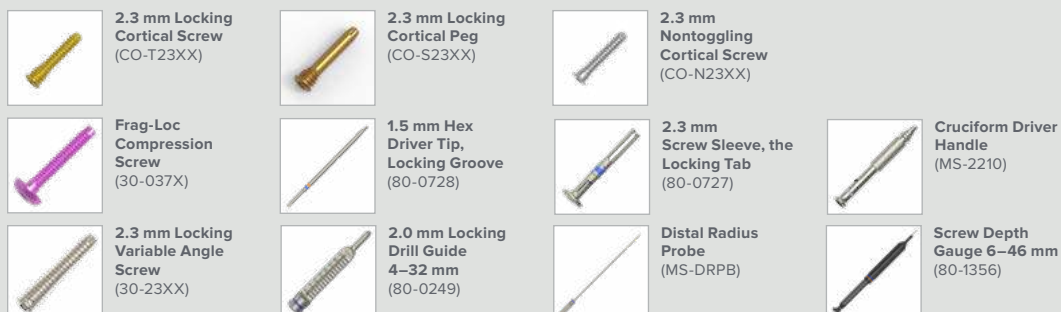 2.3 mm Locking
Cortical Screw
(CO-T23XX)
2.3 mm Locking
Cortical Peg
(CO-S23XX)
2.3 mm
Nontoggling
Cortical Screw
(CO-N23XX)
Frag-Loc
Compression
Screw
(30-037X)
1.5 mm Hex
Driver Tip,
Locking Groove
(80-0728)
2.3 mm
Screw Sleeve, the
Locking Tab
(80-0727)
Cruciform Driver
Handle
(MS-2210)
2.3 mm Locking
Variable Angle
Screw
(30-23XX)
2.0 mm Locking
Drill Guide
4–32 mm
(80-0249)
Distal Radius
Probe
(MS-DRPB)
Screw Depth
Gauge 6–46 mm
(80-1356)